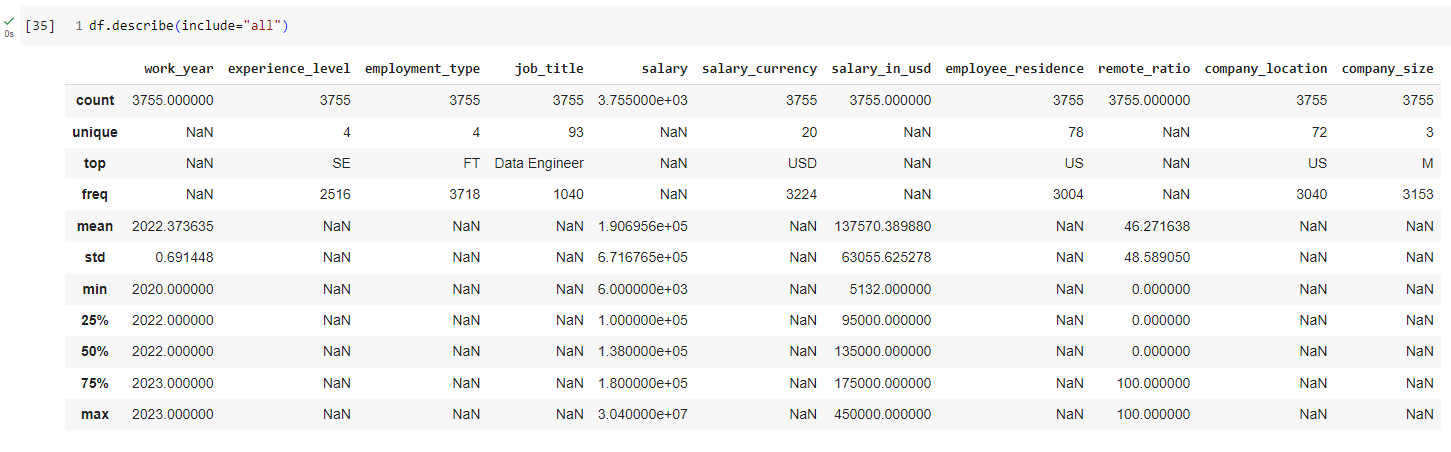 [35] 1 df.describe(include="all")
0s
work_year experience_level employment_type job_title salary salary_currency salary_in_usd employee_residence remote_ratio company_location company_size
count 3755.000000 3755 3755 3755 3.755000e+03 3755 3755.000000 3755 3755.000000 3755 3755
unique NaN 4 4 93 NaN 20 NaN 78 NaN 72 3
top NaN SE FT Data Engineer NaN USD NaN US NaN US M
freq NaN 2516 3718 1040 NaN 3224 NaN 3004 NaN 3040 3153
mean 2022.373635 NaN NaN NaN 1.906956e+05 NaN 137570.389880 NaN 46.271638 NaN NaN
std 0.691448 NaN NaN NaN 6.716765e+05 NaN 63055.625278 NaN 48.589050 NaN NaN
min 2020.000000 NaN NaN NaN 6.000000e+03 NaN 5132.000000 NaN 0.000000 NaN NaN
25% 2022.000000 NaN NaN NaN 1.000000e+05 NaN 95000.000000 NaN 0.000000 NaN NaN
50% 2022.000000 NaN NaN NaN 1.380000e+05 NaN 135000.000000 NaN 0.000000 NaN NaN
75% 2023.000000 NaN NaN NaN 1.800000e+05 NaN 175000.000000 NaN 100.000000 NaN NaN
max 2023.000000 NaN NaN NaN 3.040000e+07 NaN 450000.000000 NaN 100.000000 NaN NaN